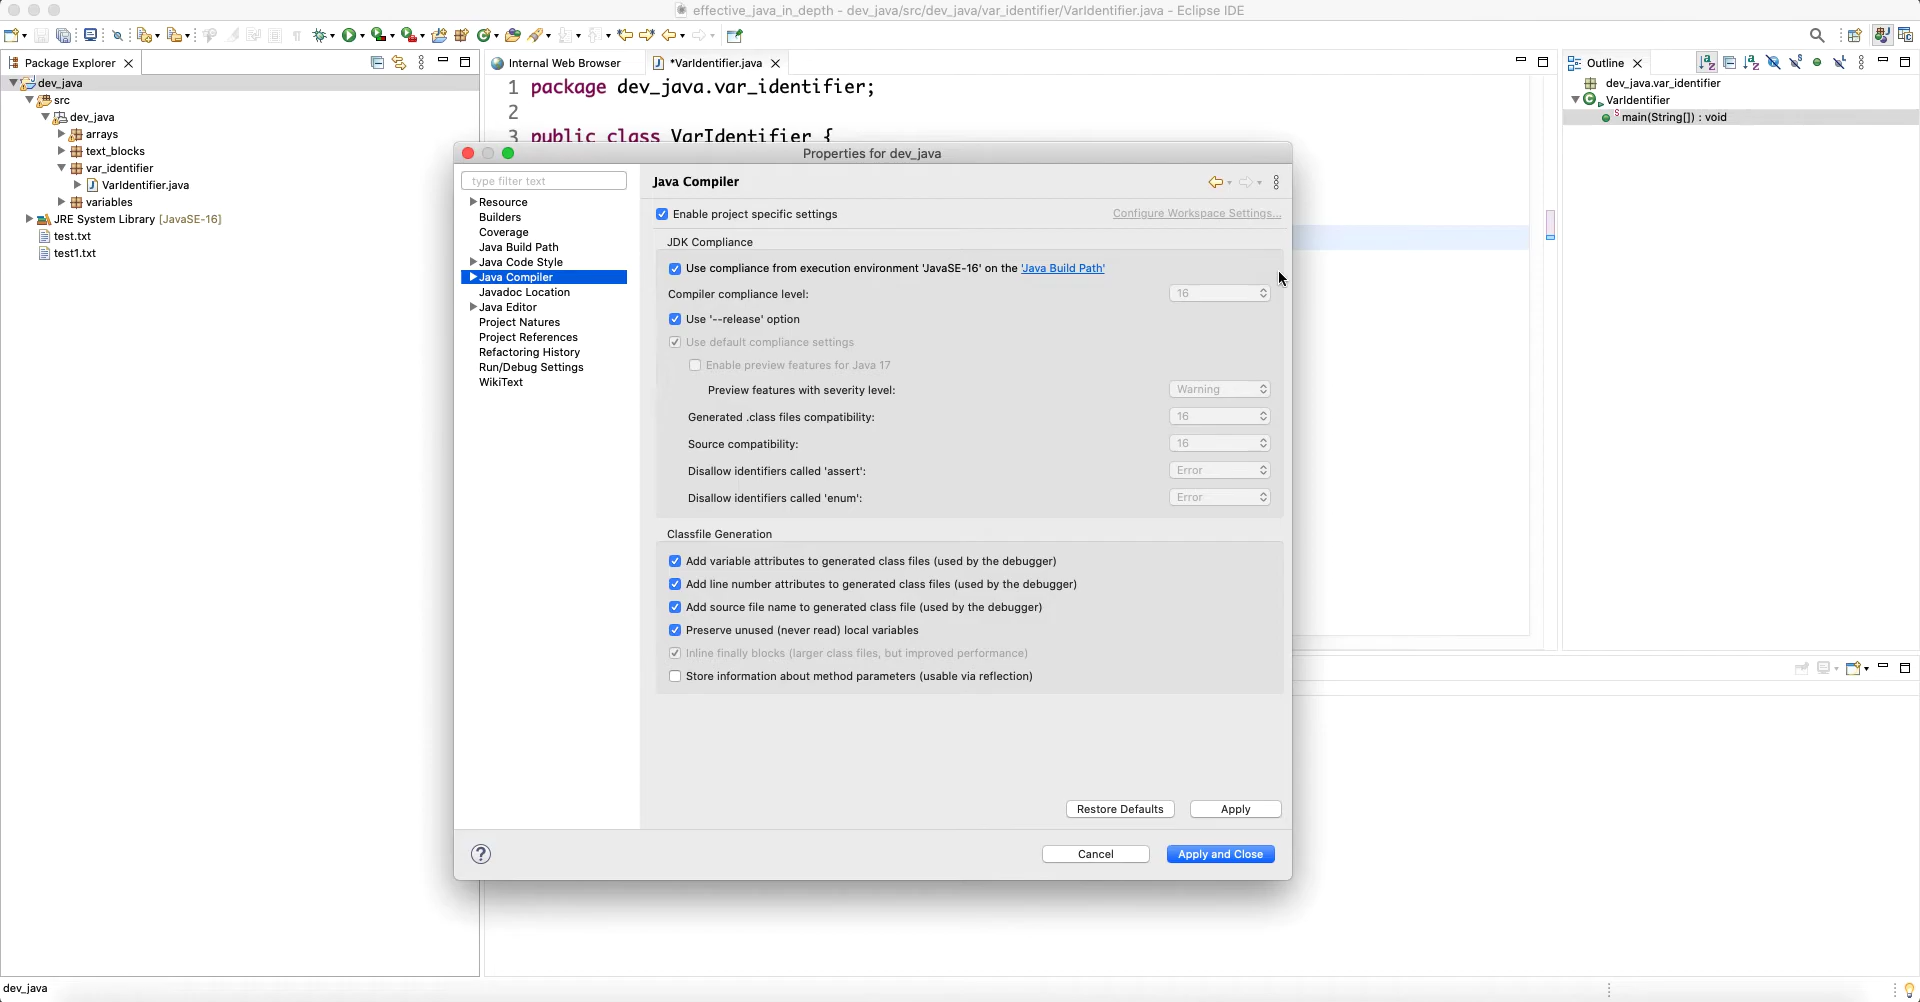 effective_java_in_depth - dev_java/src/dev_java/var_identifier/VarIdentifier.java - Eclipse IDE
Package Explorer
dev_java
src
dev_java
arrays
text_blocks
var_identifier
VarIdentifier.java
variables
JRE System Library [JavaSE-16]
test.txt
test1.txt
Internal Web Browser
*VarIdentifier.java
1 package dev_java.var_identifier;
2
3 public class VarIdentifier {
Outline
dev_java.var_identifier
VarIdentifier
main(String[]) : void
Properties for dev_java
type filter text
Resource
Builders
Coverage
Java Build Path
Java Code Style
Java Compiler
Javadoc Location
Java Editor
Project Natures
Project References
Refactoring History
Run/Debug Settings
WikiText
Java Compiler
Enable project specific settings
Configure Workspace Settings...
JDK Compliance
Use compliance from execution environment 'JavaSE-16' on the 'Java Build Path'
Compiler compliance level: 16
Use '--release' option
Use default compliance settings
Enable preview features for Java 17
Preview features with severity level: Warning
Generated .class files compatibility: 16
Source compatibility: 16
Disallow identifiers called 'assert': Error
Disallow identifiers called 'enum': Error
Classfile Generation
Add variable attributes to generated class files (used by the debugger)
Add line number attributes to generated class files (used by the debugger)
Add source file name to generated class file (used by the debugger)
Preserve unused (never read) local variables
Inline finally blocks (larger class files, but improved performance)
Store information about method parameters (usable via reflection)
Restore Defaults
Apply
Cancel
Apply and Close
dev_java